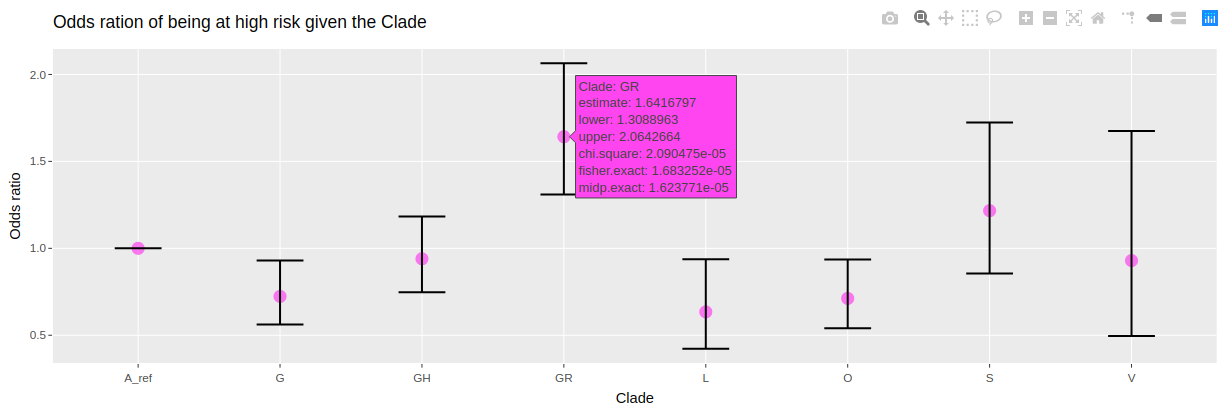 Odds ration of being at high risk given the Clade
2.0
1.5
1.0
0.5
Odds ratio
Clade: GR
estimate: 1.6416797
lower: 1.3088963
upper: 2.0642664
chi.square: 2.090475e-05
fisher.exact: 1.683252e-05
midp.exact: 1.623771e-05
A_ref G GH GR L O S V
Clade